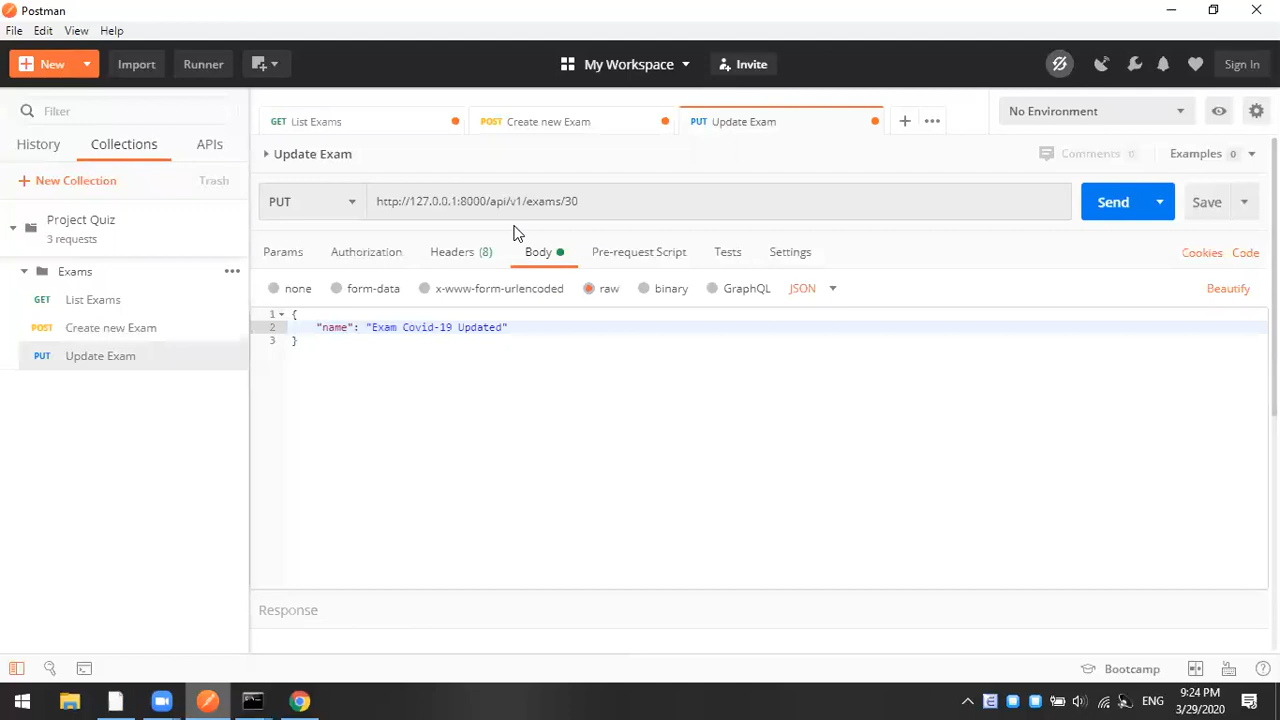 Postman
File Edit View Help
New Import Runner My Workspace Invite Sign In
Filter
History Collections APIs
New Collection Trash
Project Quiz
3 requests
Exams
GET List Exams
POST Create new Exam
PUT Update Exam
GET List Exams POST Create new Exam PUT Update Exam No Environment
Update Exam Comments 0 Examples 0
PUT http://127.0.0.1:8000/api/v1/exams/30 Send Save
Params Authorization Headers (8) Body Pre-request Script Tests Settings Cookies Code
none form-data x-www-form-urlencoded raw binary GraphQL JSON Beautify
1 {
2 "name": "Exam Covid-19 Updated"
3 }
Response
Bootcamp
ENG 9:24 PM
3/29/2020